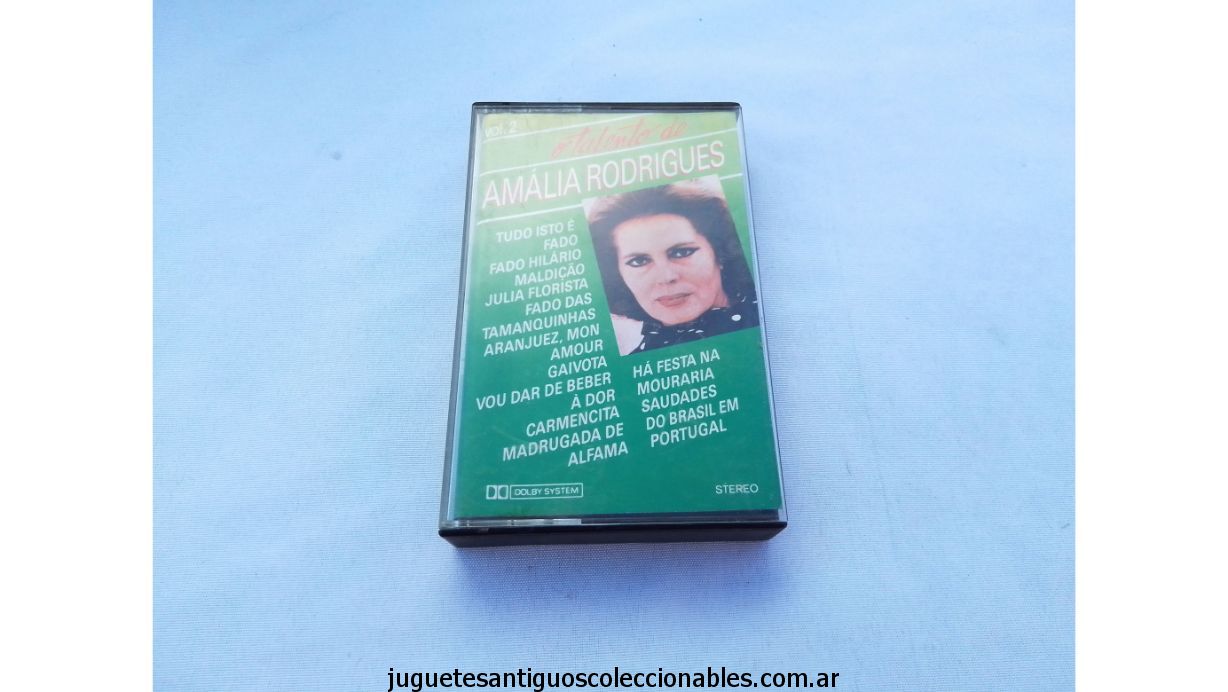 VOL. 2
o talento de
AMÁLIA RODRIGUES
TUDO ISTO É
FADO
FADO HILÁRIO
MALDIÇÃO
JULIA FLORISTA
FADO DAS
TAMANQUINHAS
ARANJUEZ, MON
AMOUR
GAIVOTA
VOU DAR DE BEBER
À DOR
CARMENCITA
MADRUGADA DE
ALFAMA
HÁ FESTA NA
MOURARIA
SAUDADES
DO BRASIL EM
PORTUGAL
DOLBY SYSTEM
STEREO
juguetesantiguoscoleccionables.com.ar